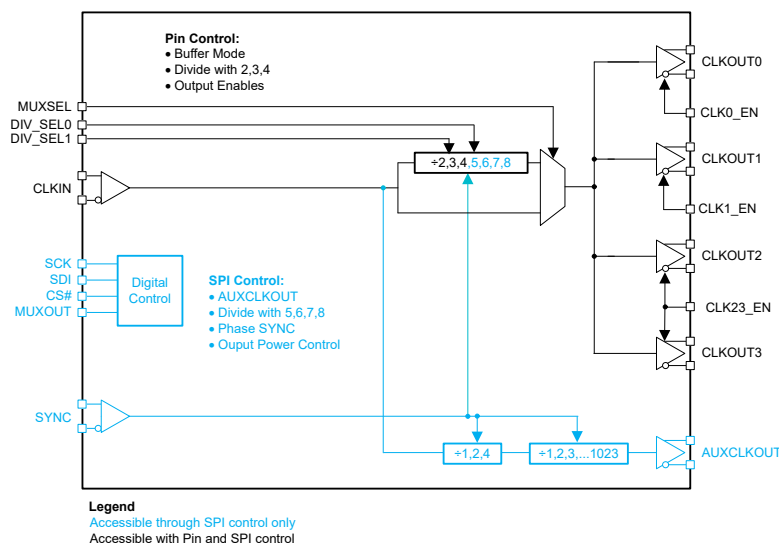 Pin Control:
• Buffer Mode
• Divide with 2,3,4
• Output Enables
MUXSEL
DIV_SEL0
DIV_SEL1
CLKIN
÷2,3,4,5,6,7,8
CLKOUT0
CLK0_EN
CLKOUT1
CLK1_EN
CLKOUT2
CLK23_EN
CLKOUT3
SCK
SDI
CS#
MUXOUT
Digital
Control
SPI Control:
• AUXCLKOUT
• Divide with 5,6,7,8
• Phase SYNC
• Ouput Power Control
SYNC
÷1,2,4
÷1,2,3,...1023
AUXCLKOUT
Legend
Accessible through SPI control only
Accessible with Pin and SPI control